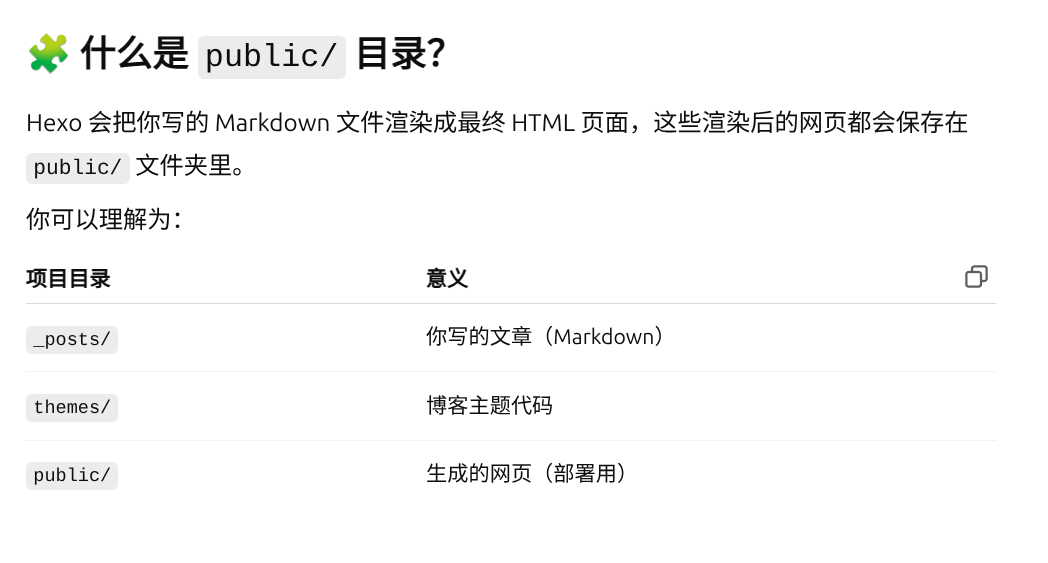 🧩 什么是 public/ 目录？
Hexo 会把你写的 Markdown 文件渲染成最终 HTML 页面，这些渲染后的网页都会保存在
public/ 文件夹里。
你可以理解为：
项目目录 意义
_posts/ 你写的文章（Markdown）
themes/ 博客主题代码
public/ 生成的网页（部署用）